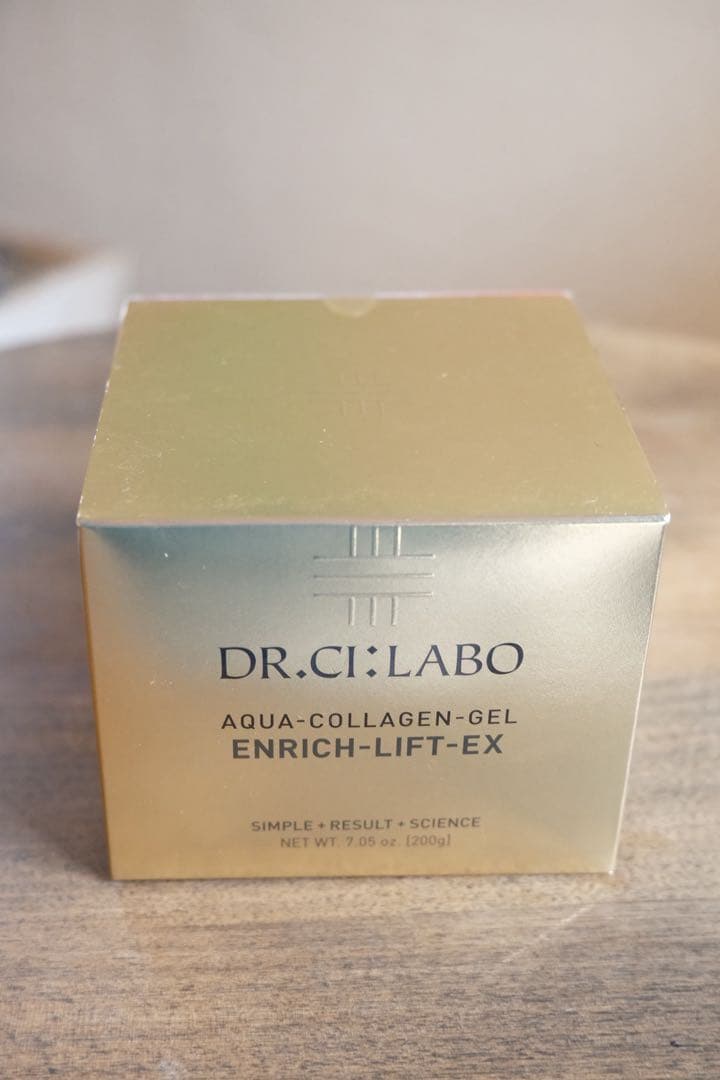 DR.CI:LABO
AQUA-COLLAGEN-GEL
ENRICH-LIFT-EX
SIMPLE + RESULT + SCIENCE
NET WT. 7.05 oz. [200g]